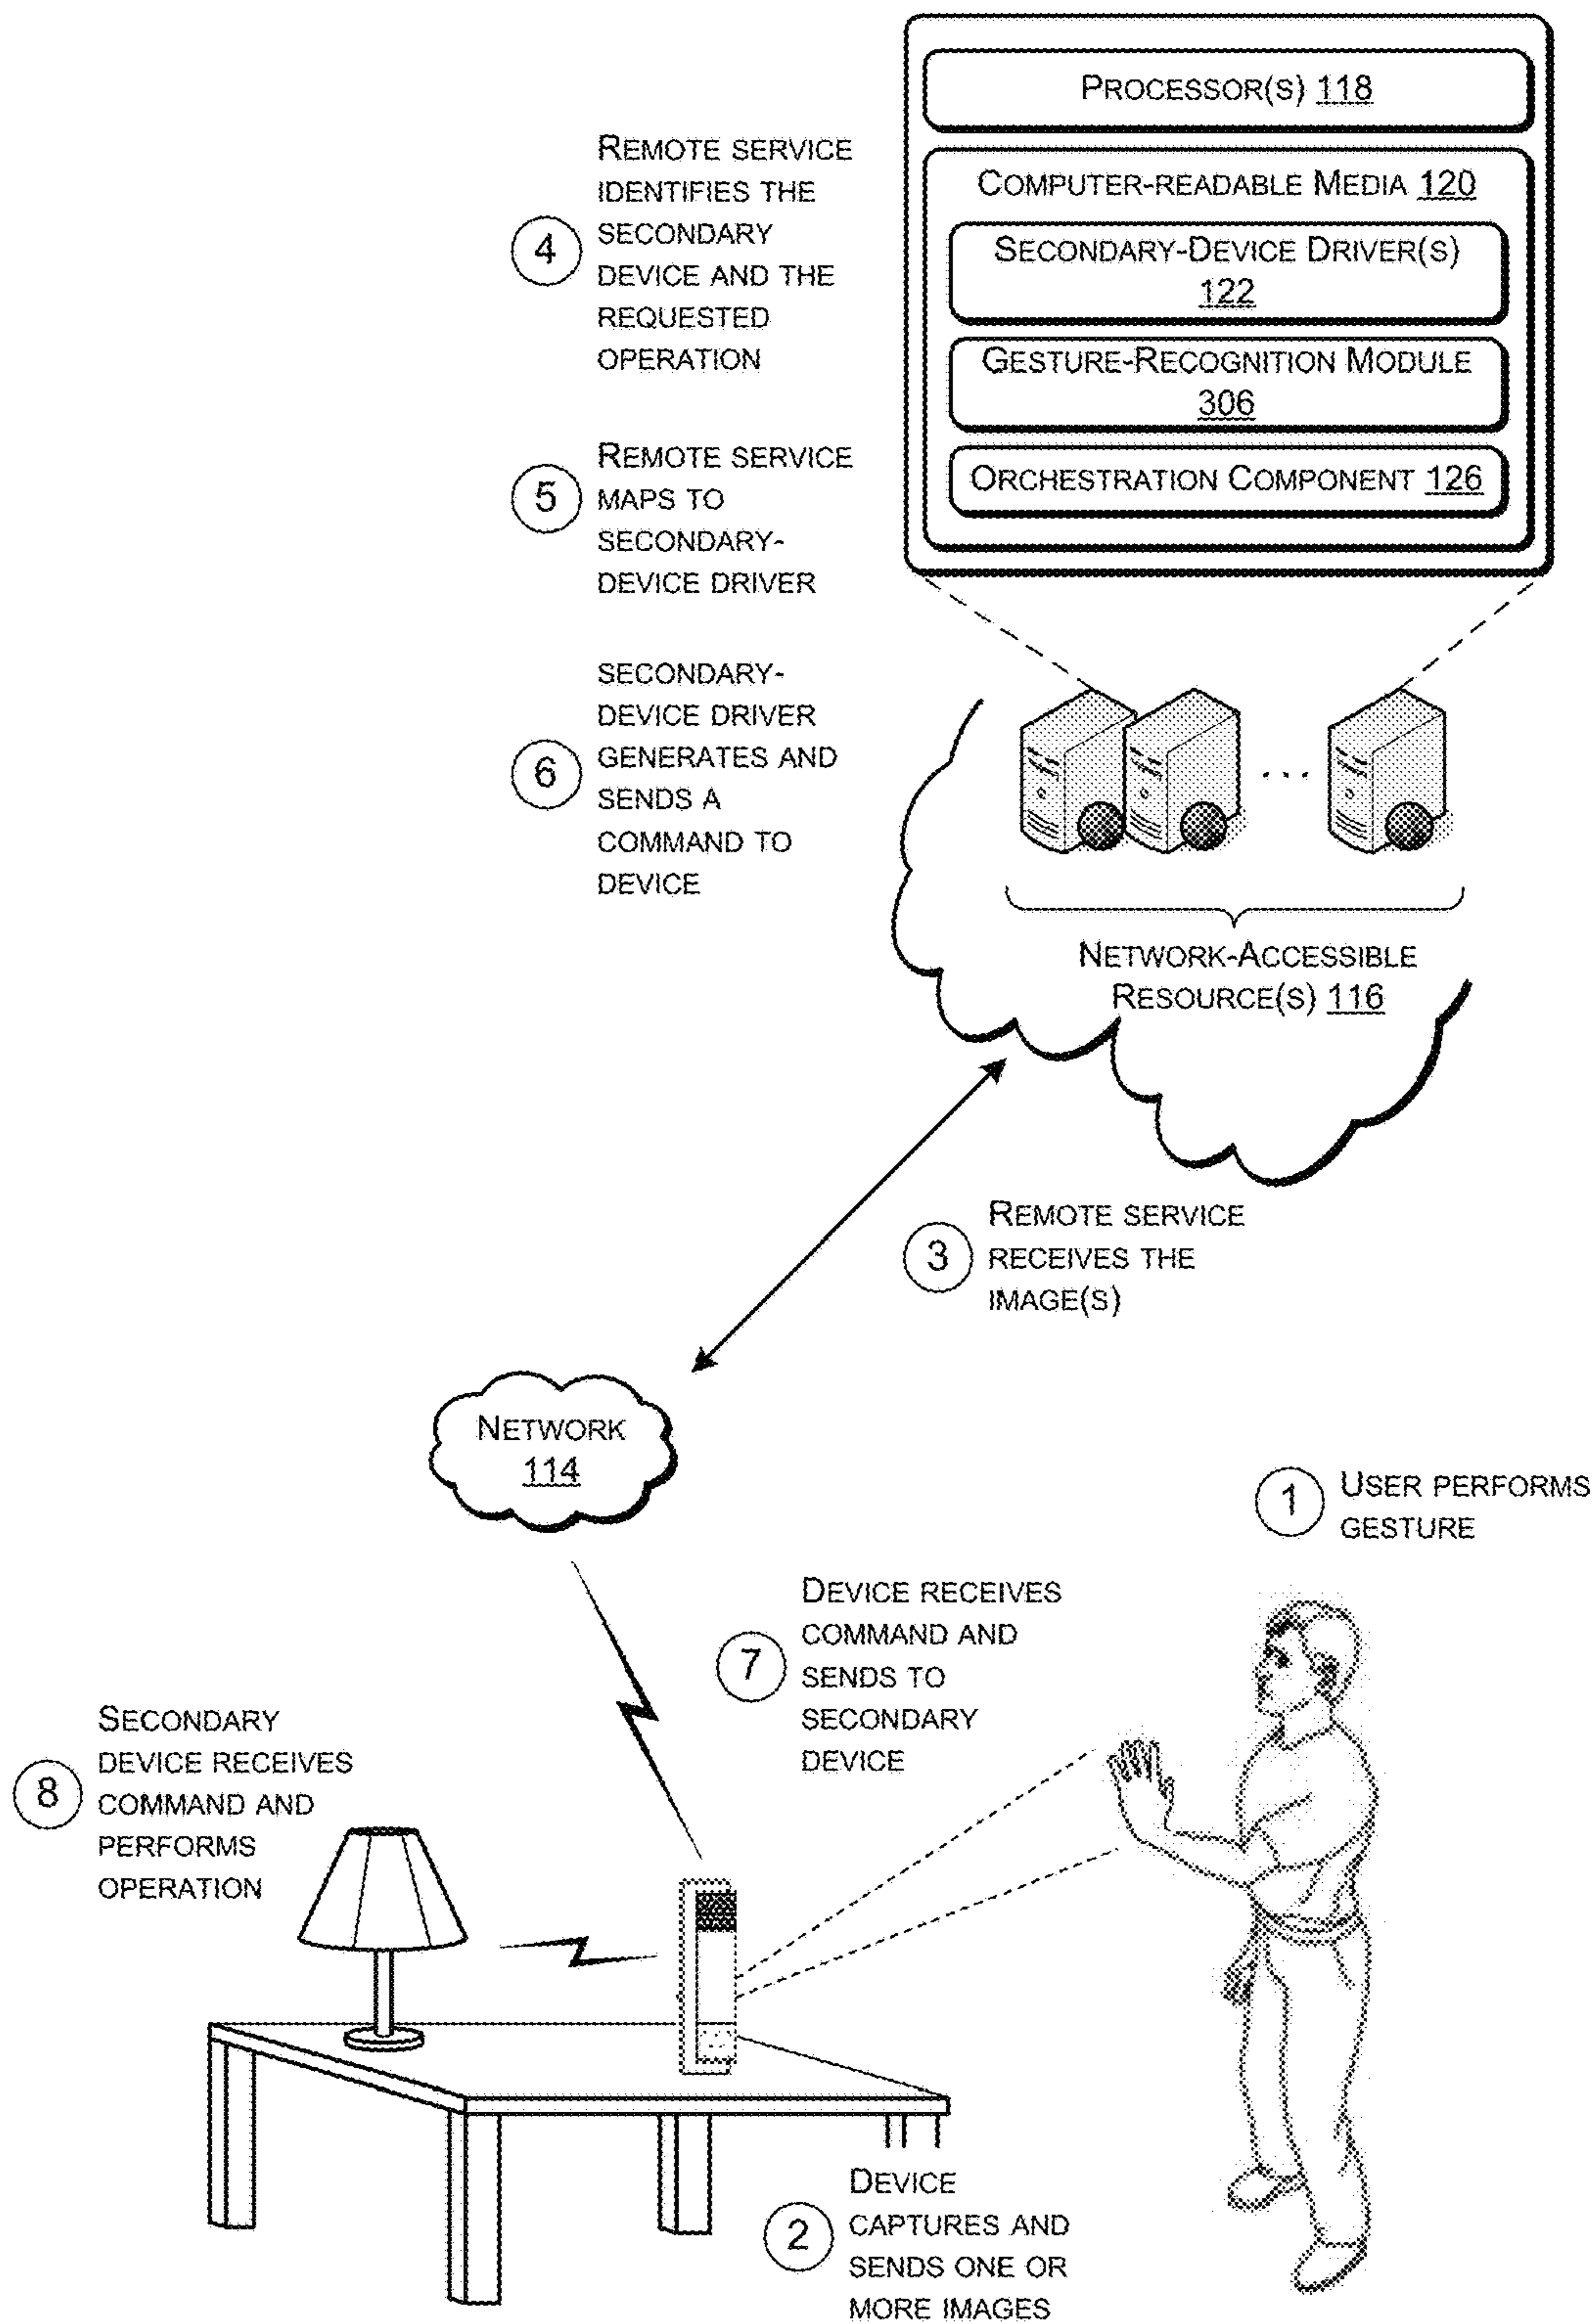 PROCESSOR(S) 118
COMPUTER-READABLE MEDIA 120
SECONDARY-DEVICE DRIVER(S)
122
GESTURE-RECOGNITION MODULE
306
ORCHESTRATION COMPONENT 126
4
REMOTE SERVICE
IDENTIFIES THE
SECONDARY
DEVICE AND THE
REQUESTED
OPERATION
5
REMOTE SERVICE
MAPS TO
SECONDARY-
DEVICE DRIVER
6
SECONDARY-
DEVICE DRIVER
GENERATES AND
SENDS A
COMMAND TO
DEVICE
...
NETWORK-ACCESSIBLE
RESOURCE(S) 116
3
REMOTE SERVICE
RECEIVES THE
IMAGE(S)
NETWORK
114
1
USER PERFORMS
GESTURE
7
DEVICE RECEIVES
COMMAND AND
SENDS TO
SECONDARY
DEVICE
8
SECONDARY
DEVICE RECEIVES
COMMAND AND
PERFORMS
OPERATION
2
DEVICE
CAPTURES AND
SENDS ONE OR
MORE IMAGES